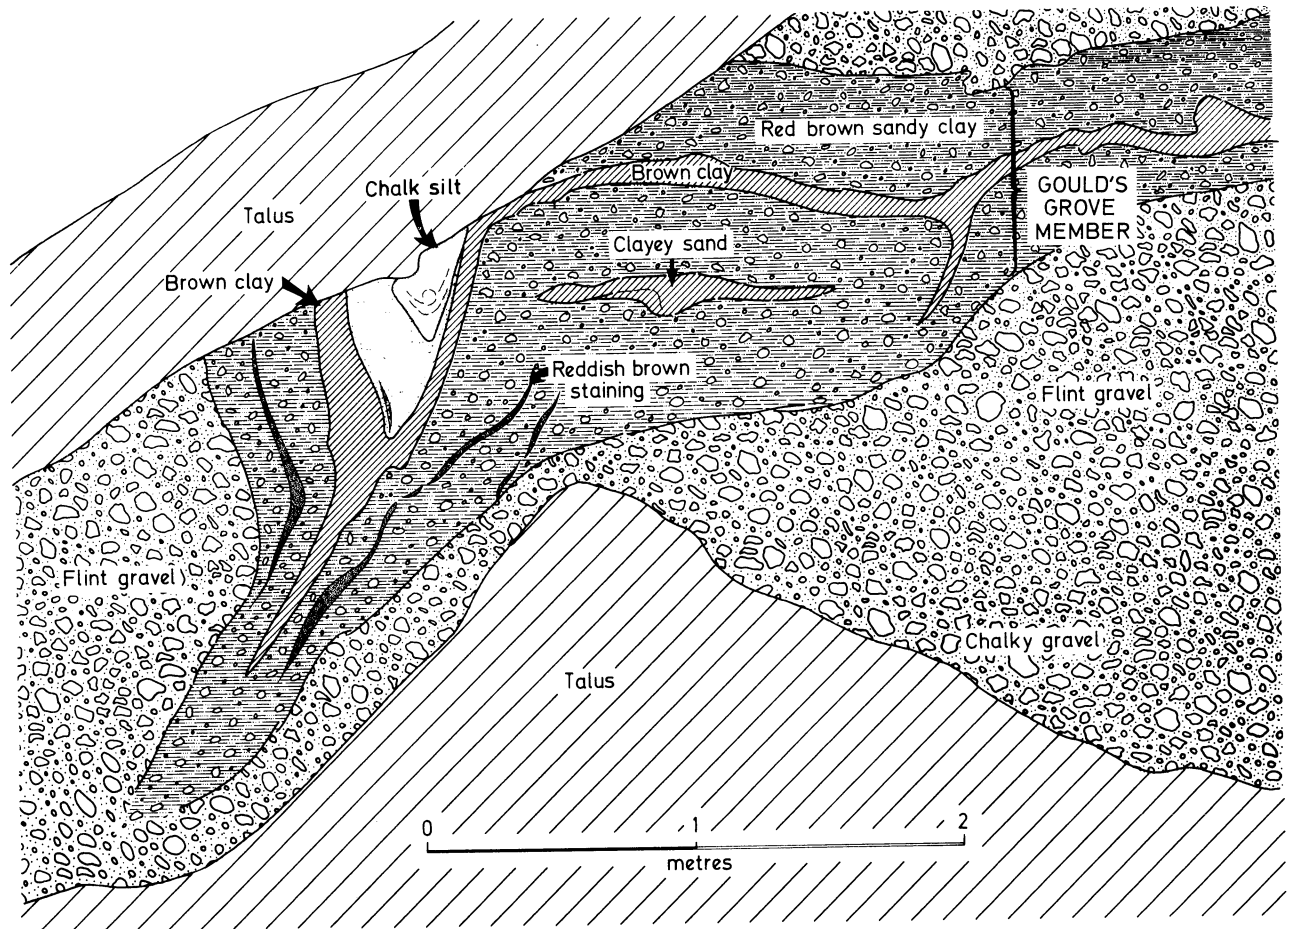 Red brown sandy clay
Brown clay
Chalk silt
GOULD'S
GROVE
MEMBER
Talus
Clayey sand
Brown clay
Reddish brown
staining
Flint gravel
Flint gravel
Chalky gravel
Talus
0 1 2
metres